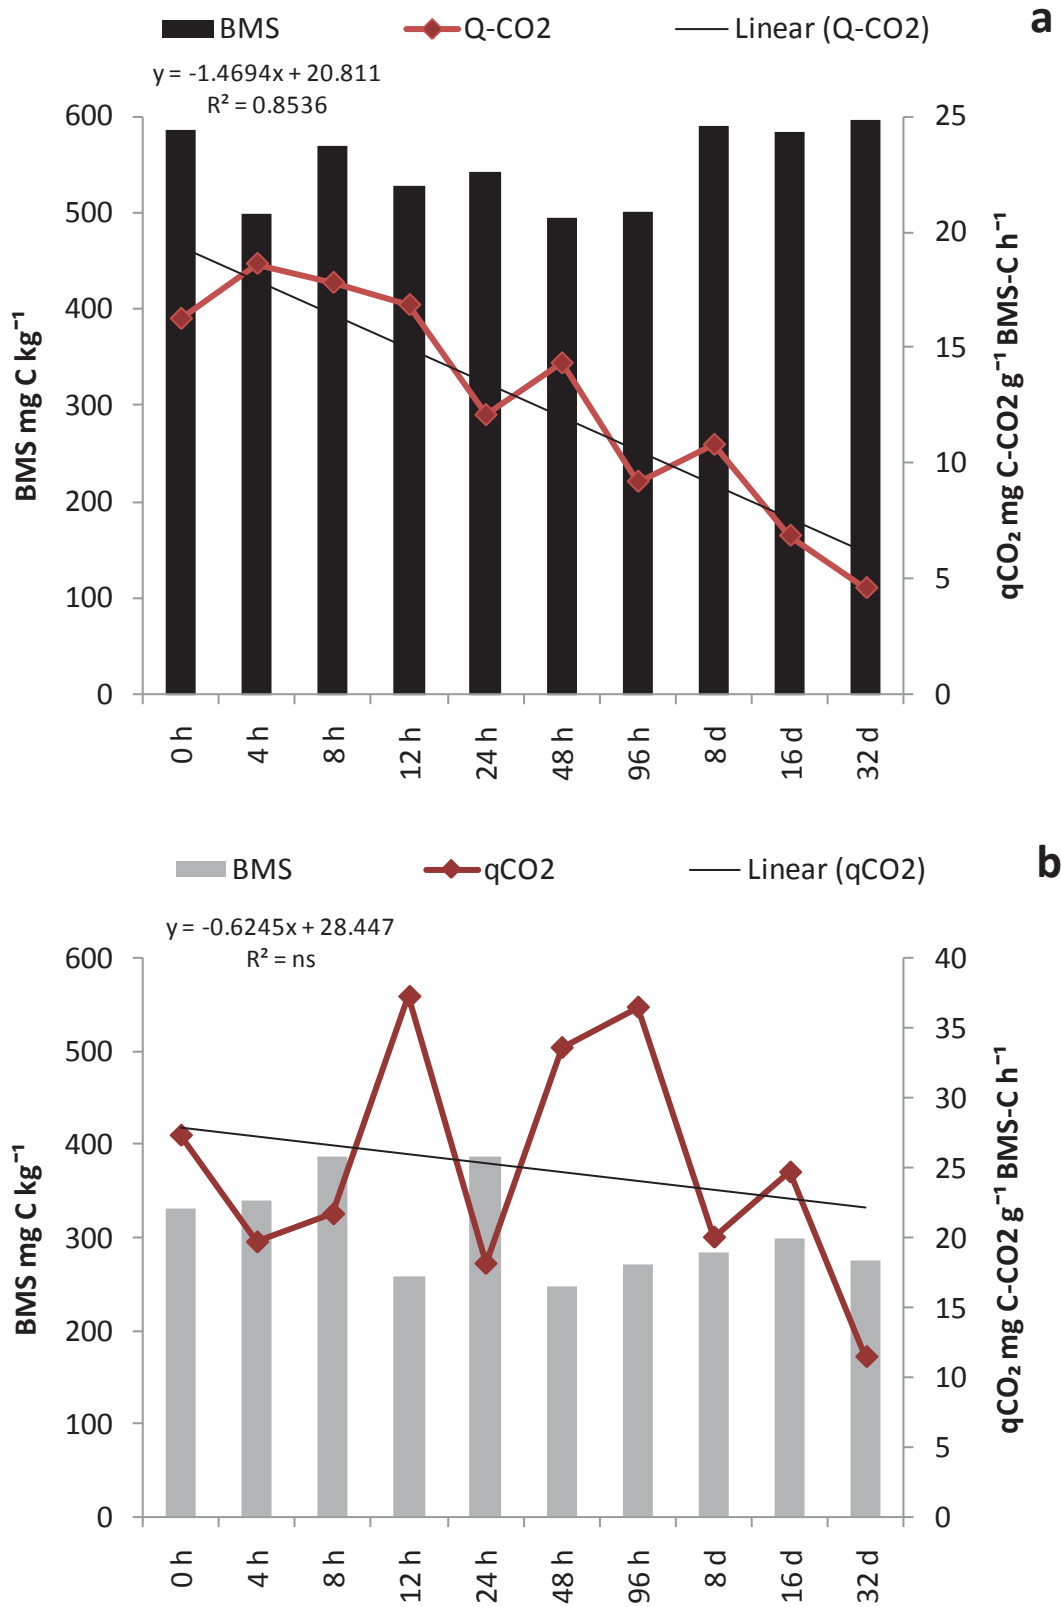 a
BMS Q-CO2 Linear (Q-CO2)
y = -1.4694x + 20.811
R² = 0.8536
600 25
500 20
400 15
300 10
200 5
100 0
0
BMS mg C kg⁻¹
qCO₂ mg C-CO2 g⁻¹ BMS-C h⁻¹
0 h 4 h 8 h 12 h 24 h 48 h 96 h 8 d 16 d 32 d
b
BMS qCO2 Linear (qCO2)
y = -0.6245x + 28.447
R² = ns
600 40
500 35
400 30
300 25
200 20
100 15
0 10
5
0
BMS mg C kg⁻¹
qCO₂ mg C-CO2 g⁻¹ BMS-C h⁻¹
0 h 4 h 8 h 12 h 24 h 48 h 96 h 8 d 16 d 32 d